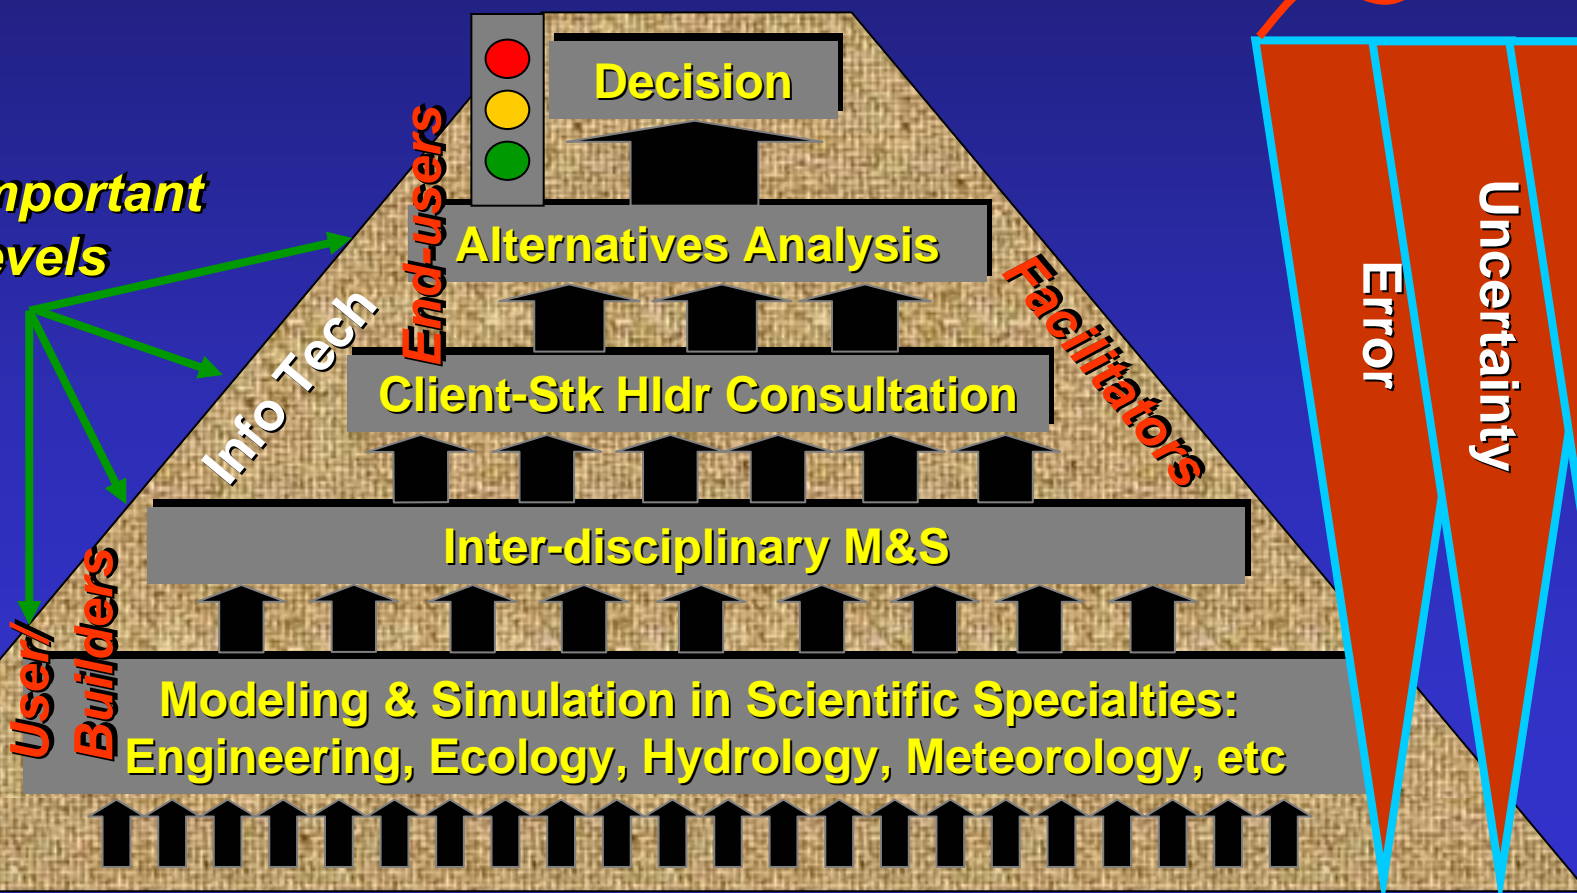 Decision
mportant
evels
End-users
Alternatives Analysis
Info Tech
Facilitators
Client-Stk Hldr Consultation
Error
Uncertainty
Inter-disciplinary M&S
User/
Builders
Modeling & Simulation in Scientific Specialties:
Engineering, Ecology, Hydrology, Meteorology, etc